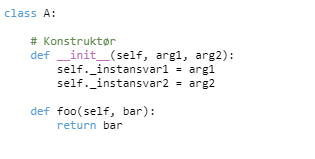 class A:
    # Konstruktør
    def __init__(self, arg1, arg2):
        self._instansvar1 = arg1
        self._instansvar2 = arg2
    def foo(self, bar):
        return bar